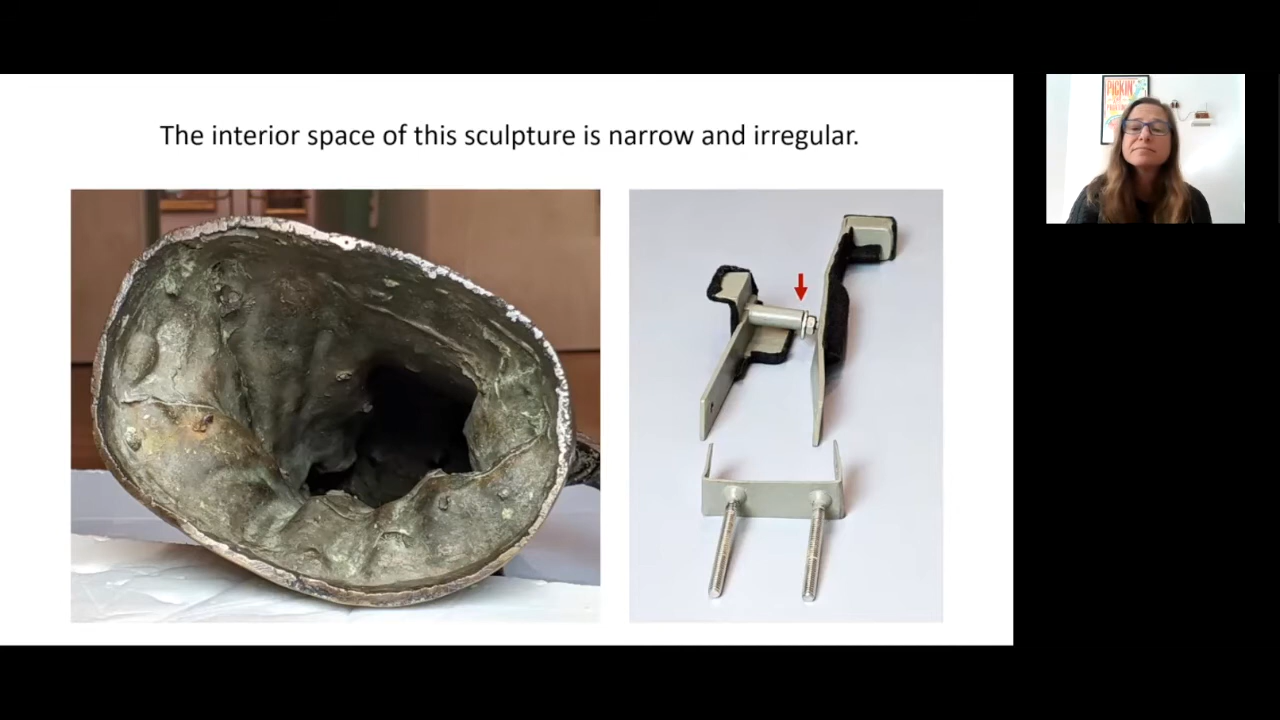 The interior space of this sculpture is narrow and irregular.
PICKIN'